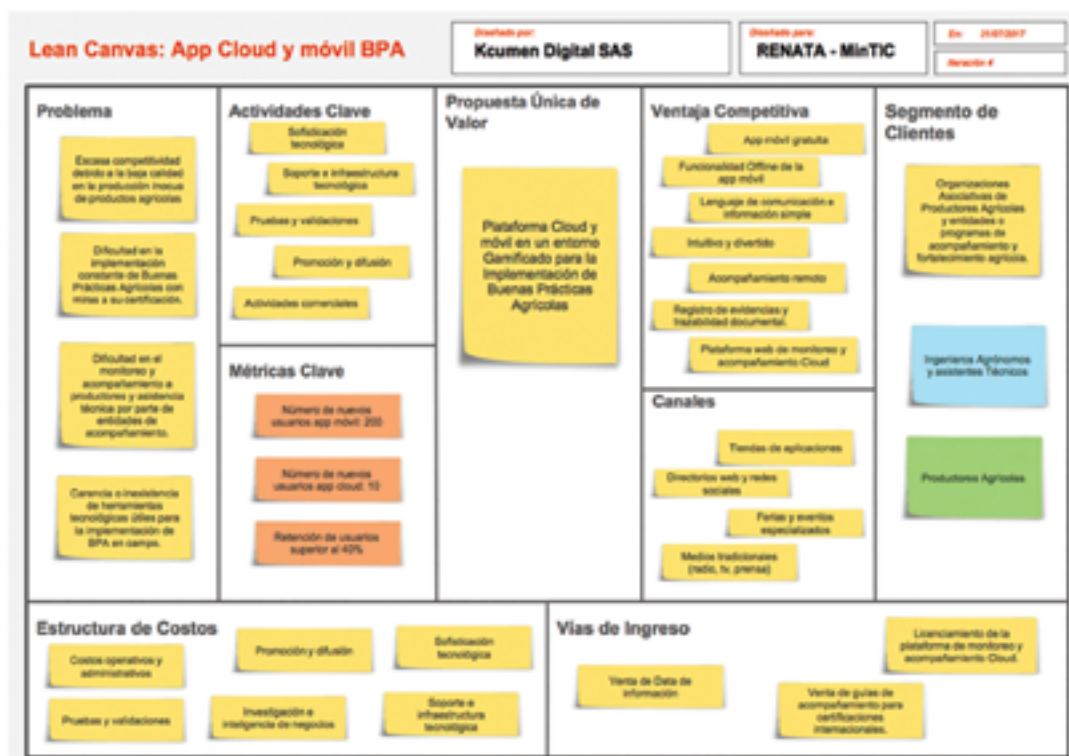 Lean Canvas: App Cloud y móvil BPA
Diseñado por:
Kcumen Digital SAS
Diseñado para:
RENATA - MinTIC
En: 21/07/2017
Iteración #
Problema
Escasa competitividad
debido a la baja calidad
en la producción inocua
de productos agrícolas
Dificultad en la
implementación
constante de Buenas
Prácticas Agrícolas con
miras a su certificación.
Dificultad en el
monitoreo y
acompañamiento a
productores y asistencia
técnica por parte de
entidades de
acompañamiento.
Carencia o inexistencia
de herramientas
tecnológicas útiles para
la implementación de
BPA en campo.
Actividades Clave
Sofisticación
tecnológica
Soporte e infraestructura
tecnológica
Pruebas y validaciones
Promoción y difusión
Actividades comerciales
Métricas Clave
Número de nuevos
usuarios app móvil: 200
Número de nuevos
usuarios app cloud: 10
Retención de usuarios
superior al 40%
Propuesta Única de
Valor
Plataforma Cloud y
móvil en un entorno
Gamificado para la
Implementación de
Buenas Prácticas
Agrícolas
Ventaja Competitiva
App móvil gratuita
Funcionalidad Offline de la
app móvil
Lenguaje de comunicación e
información simple
Intuitivo y divertido
Acompañamiento remoto
Registro de evidencias y
trazabilidad documental.
Plataforma web de monitoreo y
acompañamiento Cloud
Canales
Tiendas de aplicaciones
Directorios web y redes
sociales
Ferias y eventos
especializados
Medios tradicionales
(radio, tv, prensa)
Segmento de
Clientes
Organizaciones
Asociativas de
Productores Agrícolas
y entidades o
programas de
acompañamiento y
fortalecimiento agrícola.
Ingenieros Agrónomos
y asistentes Técnicos
Productores Agrícolas
Estructura de Costos
Costos operativos y
administrativos
Promoción y difusión
Sofisticación
tecnológica
Pruebas y validaciones
Investigación e
inteligencia de negocios
Soporte e
infraestructura
tecnológica
Vías de Ingreso
Venta de Data de
información
Licenciamiento de la
plataforma de monitoreo y
acompañamiento Cloud.
Venta de guías de
acompañamiento para
certificaciones
internacionales.